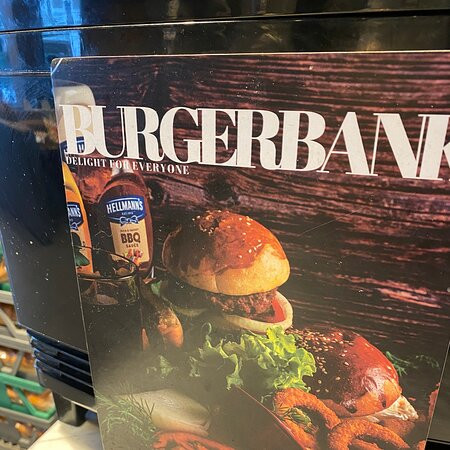 BURGERBANK
DELIGHT FOR EVERYONE
HELLMANN'S
BBQ
SAUCE